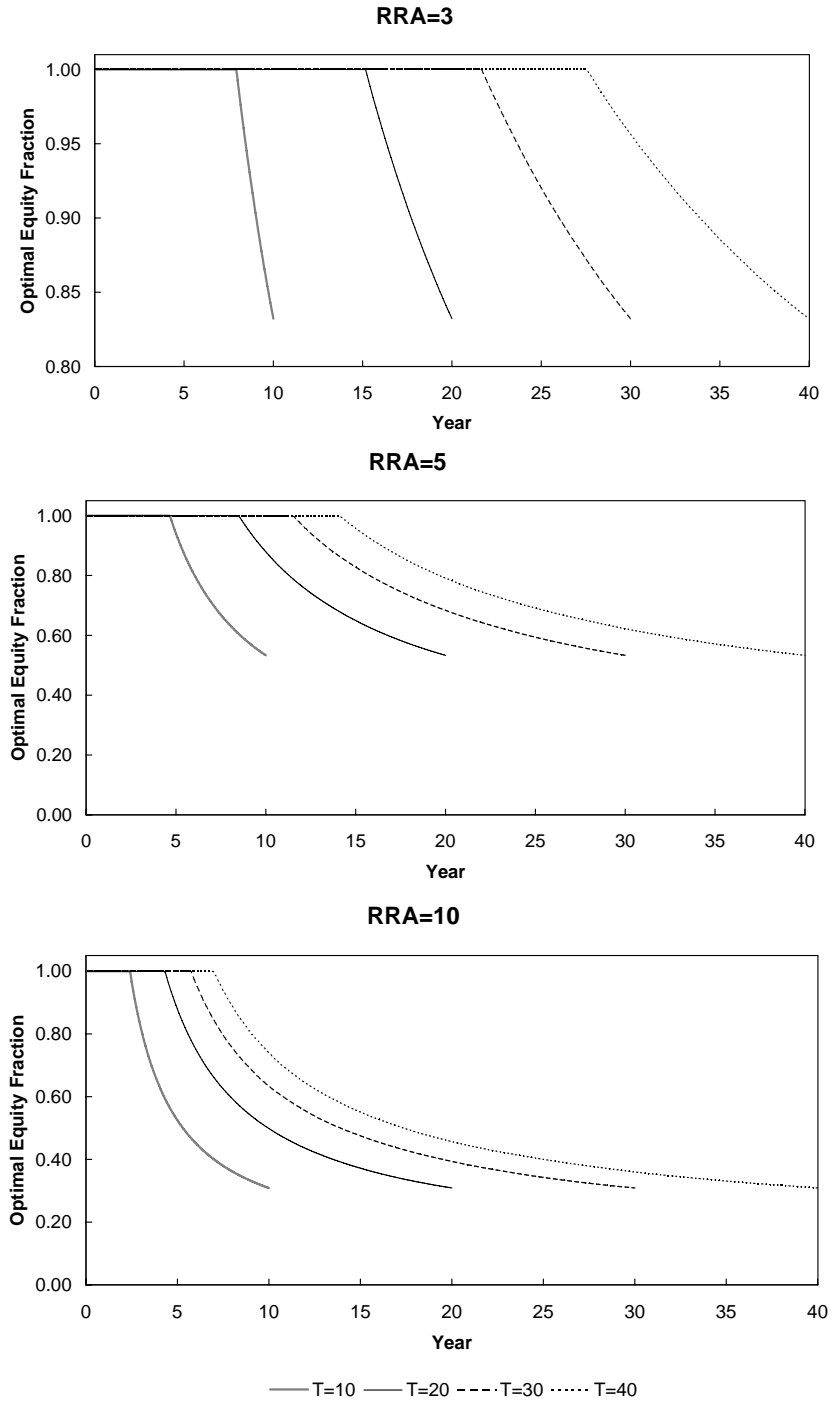 RRA=3
Optimal Equity Fraction
1.00
0.95
0.90
0.85
0.80
0 5 10 15 20 25 30 35 40
Year
RRA=5
Optimal Equity Fraction
1.00
0.80
0.60
0.40
0.20
0.00
0 5 10 15 20 25 30 35 40
Year
RRA=10
Optimal Equity Fraction
1.00
0.80
0.60
0.40
0.20
0.00
0 5 10 15 20 25 30 35 40
Year
T=10 T=20 T=30 T=40